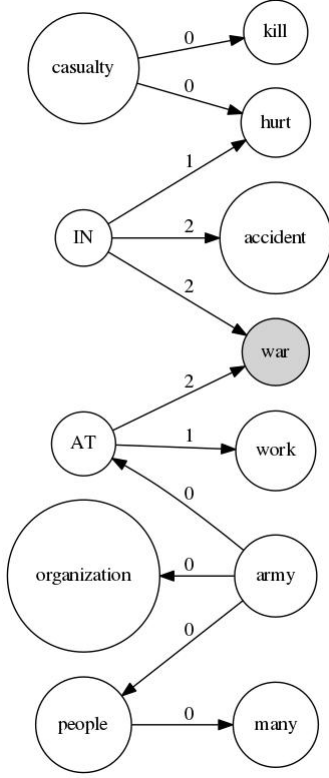 casualty
0
kill
0
hurt
1
IN
2
accident
2
war
2
AT
1
work
0
organization
0
army
0
people
0
many